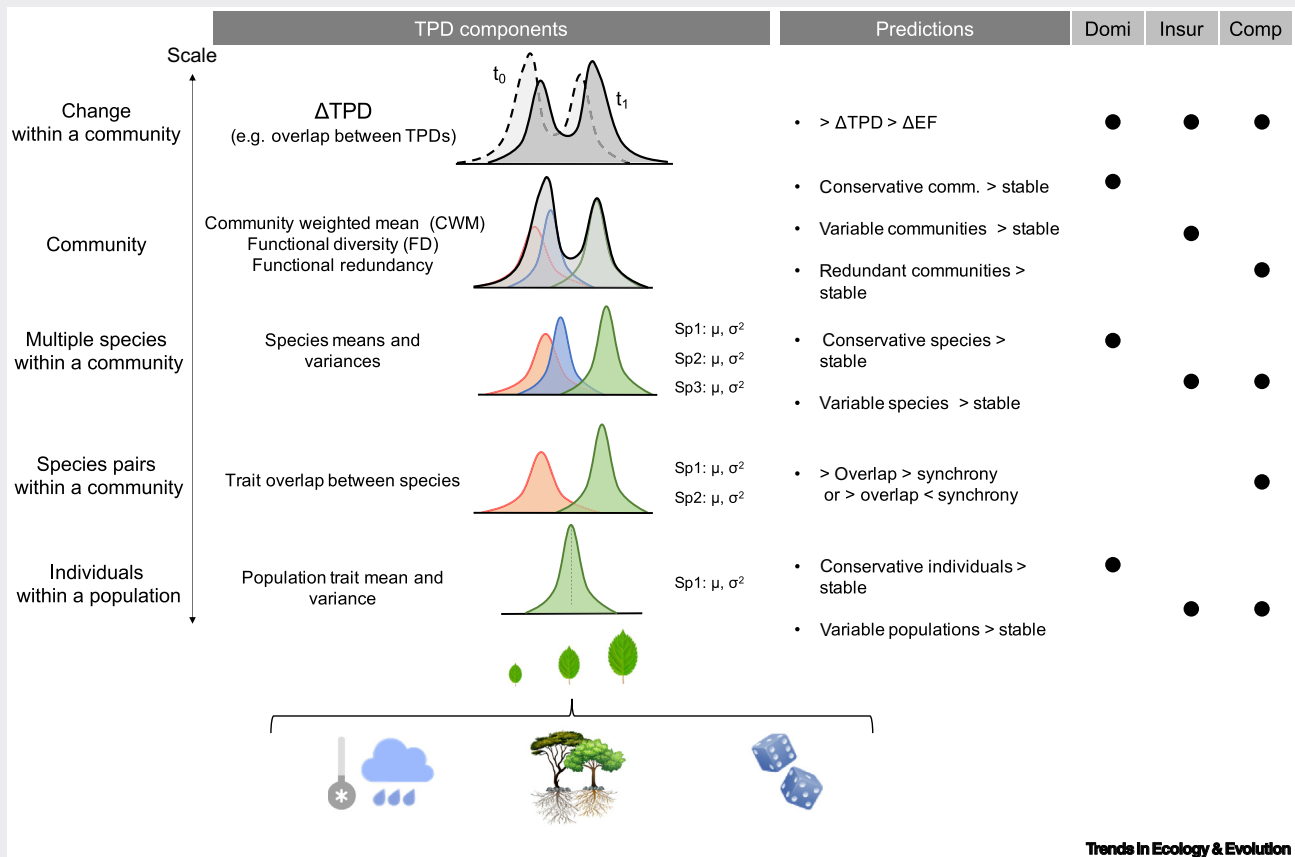 TPD components
Predictions
Domi
Insur
Comp
Scale
Change
within a community
ΔTPD
(e.g. overlap between TPDs)
t0
t1
• > ΔTPD > ΔEF
Community
Community weighted mean (CWM)
Functional diversity (FD)
Functional redundancy
• Conservative comm. > stable
• Variable communities > stable
• Redundant communities >
stable
Multiple species
within a community
Species means and
variances
Sp1: μ, σ²
Sp2: μ, σ²
Sp3: μ, σ²
• Conservative species >
stable
• Variable species > stable
Species pairs
within a community
Trait overlap between species
Sp1: μ, σ²
Sp2: μ, σ²
• > Overlap > synchrony
or > overlap < synchrony
Individuals
within a population
Population trait mean and
variance
Sp1: μ, σ²
• Conservative individuals >
stable
• Variable populations > stable
Trends in Ecology & Evolution